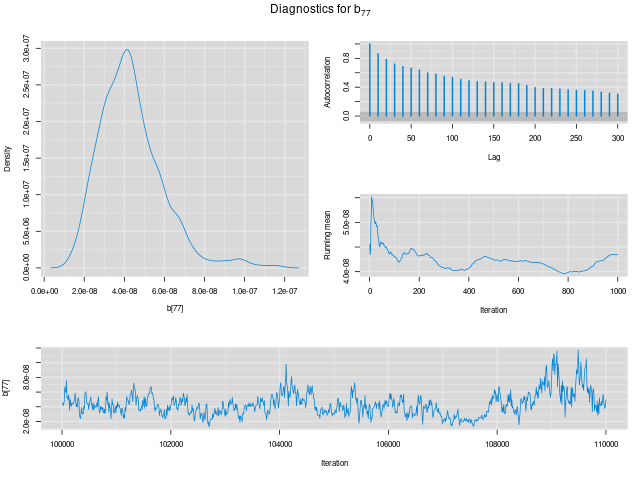 Diagnostics for b77
Density
0.0e+00 5.0e+06 1.0e+07 1.5e+07 2.0e+07 2.5e+07 3.0e+07
0.0e+00 2.0e-08 4.0e-08 6.0e-08 8.0e-08 1.0e-07 1.2e-07
b[77]
Autocorrelation
0.0 0.4 0.8
0 50 100 150 200 250 300
Lag
Running mean
4.0e-08 5.0e-08
0 200 400 600 800 1000
Iteration
b[77]
2.0e-08 8.0e-08
100000 102000 104000 106000 108000 110000
Iteration